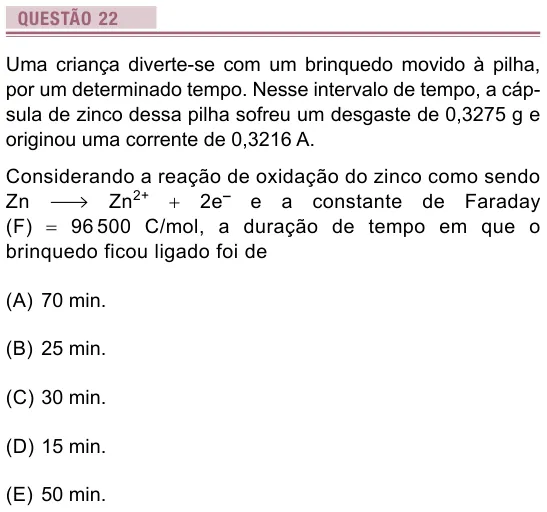 QUESTÃO 22
Uma criança diverte-se com um brinquedo movido à pilha,
por um determinado tempo. Nesse intervalo de tempo, a cáp-
sula de zinco dessa pilha sofreu um desgaste de 0,3275 g e
originou uma corrente de 0,3216 A.
Considerando a reação de oxidação do zinco como sendo
Zn ⟶ Zn²⁺ + 2e⁻ e a constante de Faraday
(F) = 96 500 C/mol, a duração de tempo em que o
brinquedo ficou ligado foi de
(A) 70 min.
(B) 25 min.
(C) 30 min.
(D) 15 min.
(E) 50 min.